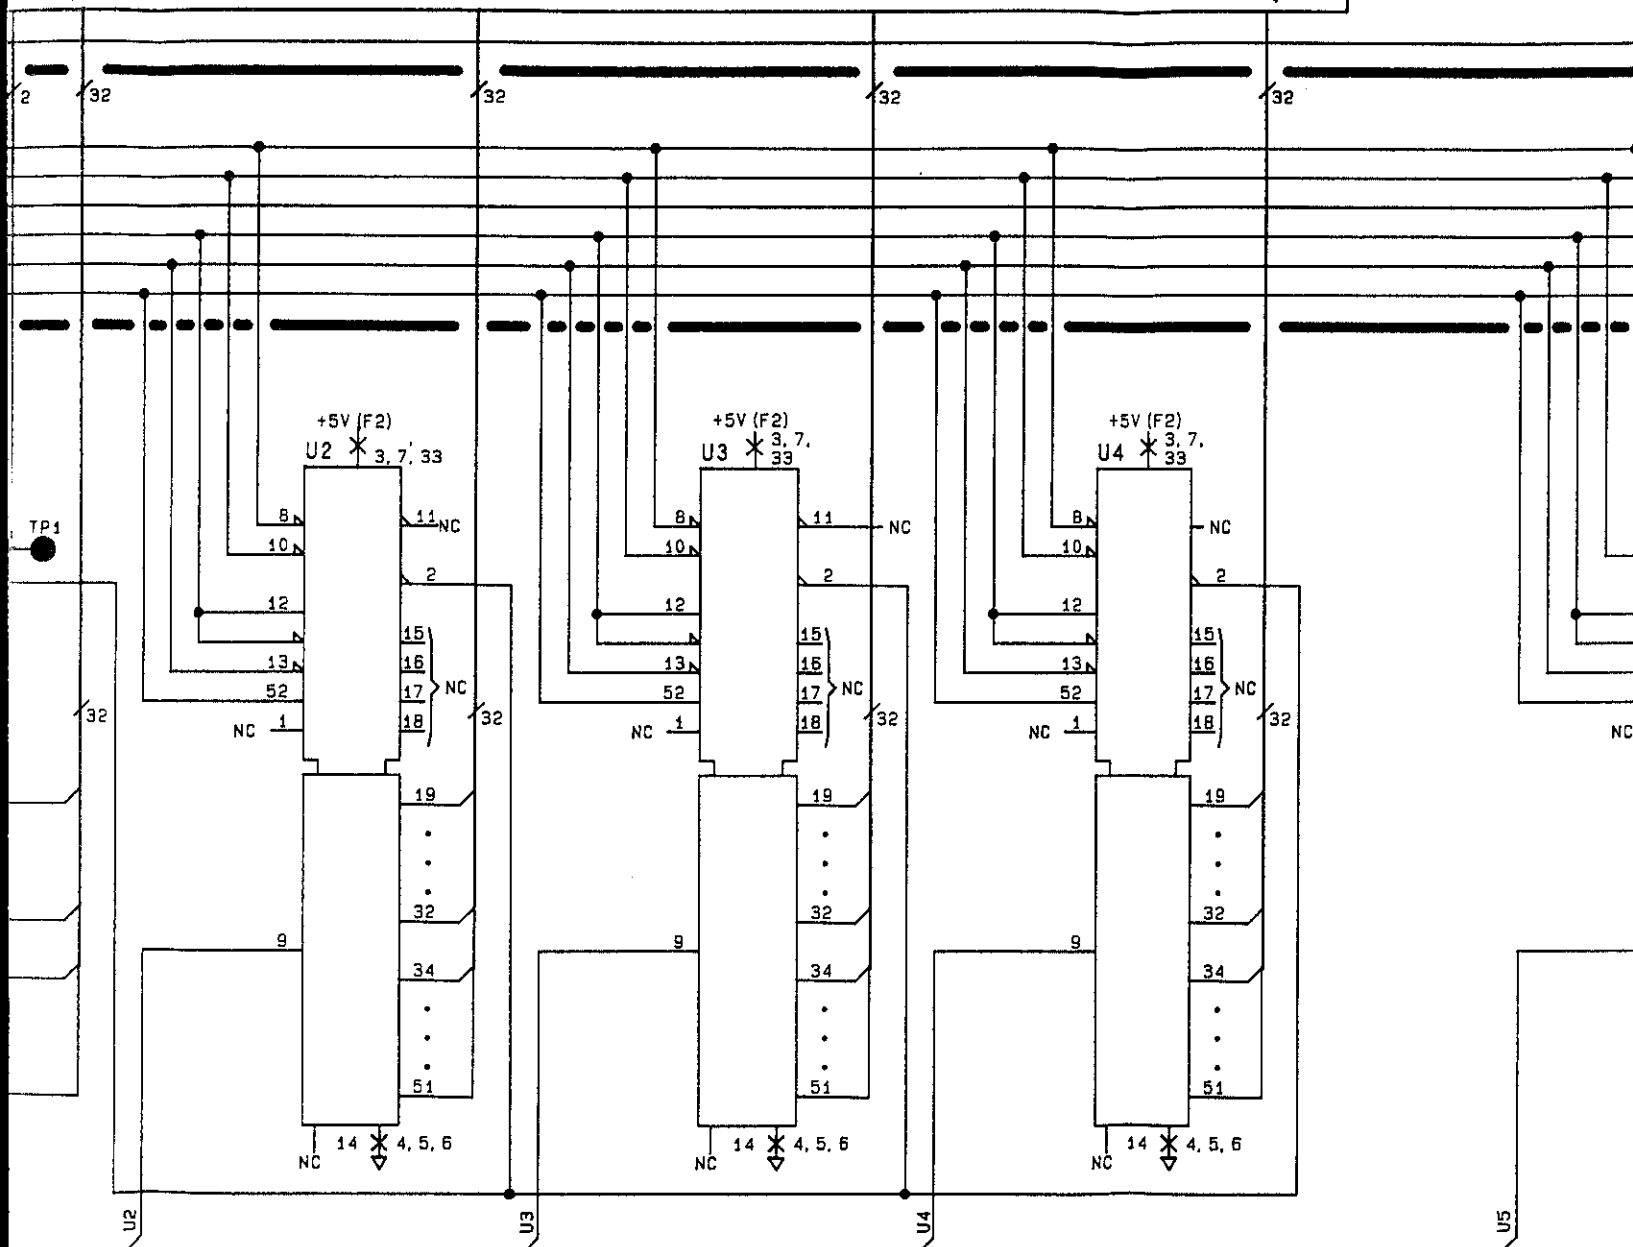 2 32 32 32 32
+5V (F2) +5V (F2) +5V (F2)
U2 3, 7, 33 U3 3, 7, 33 U4 3, 7, 33
8 11 NC 8 11 NC 8 NC
TP1
10 10 10
2 2 2
12 12 12
15 15 15
13 16 13 16 13 16
NC NC NC
52 17 52 17 52 17
32 32 32 32
NC 1 18 NC 1 18 NC 1 18 NC
19 19 19
32 32 32
9 9 9
34 34 34
51 51 51
14 4, 5, 6 14 4, 5, 6 14 4, 5, 6
NC NC NC
U2 U3 U4 U5